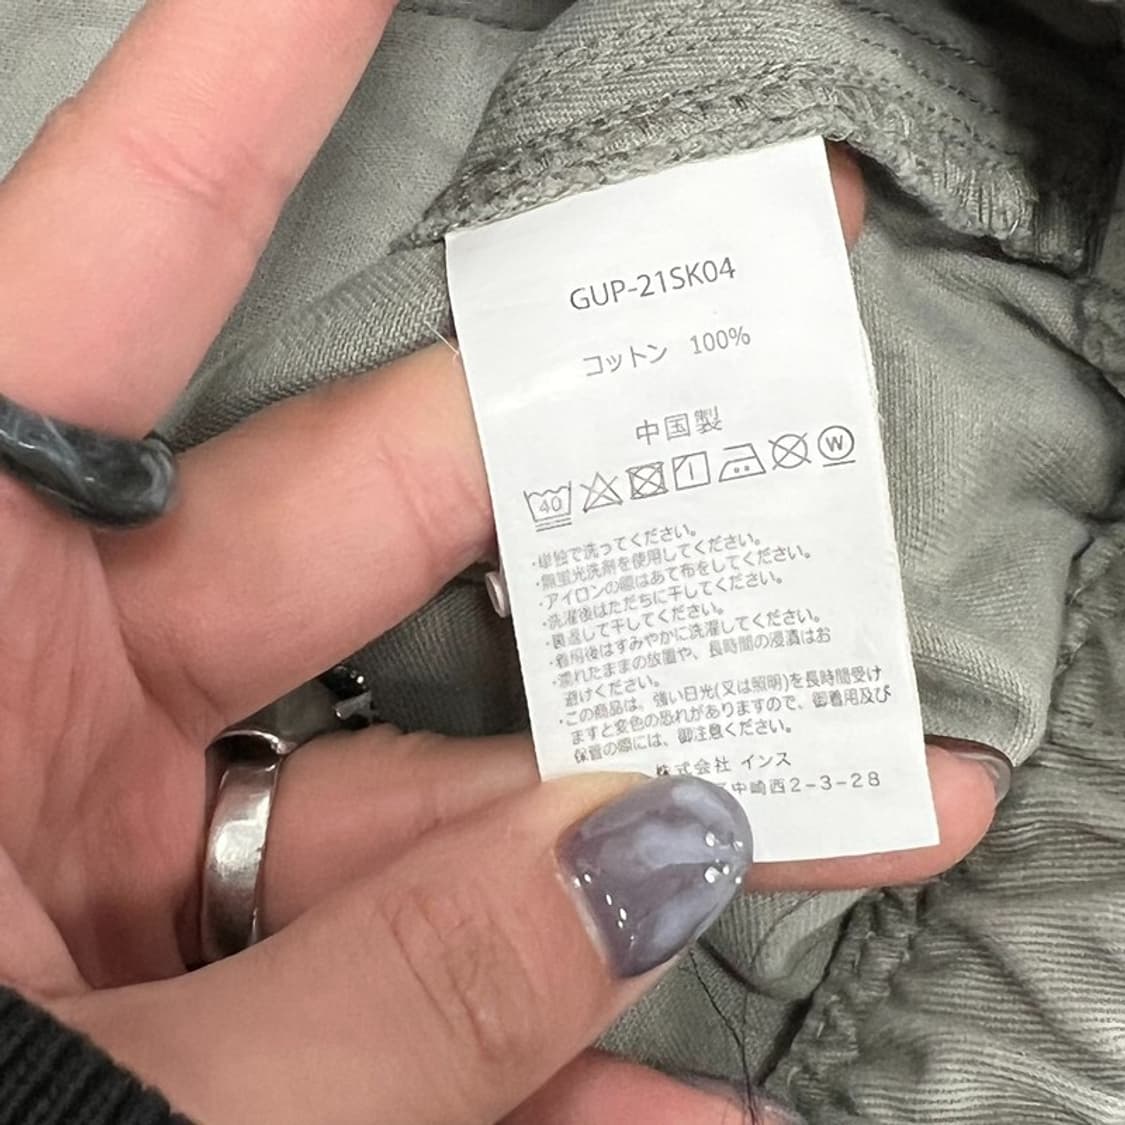 GUP-21SK04
コットン 100%
中国製
40
W
・単独で洗ってください。
・無蛍光洗剤を使用してください。
・アイロンの際はあて布をしてください。
・洗濯後はただちに干してください。
・裏返して干してください。
・着用後はすみやかに洗濯してください。
・濡れたままの放置や、長時間の浸漬はお
避けください。
・この商品は、強い日光(又は照明)を長時間受け
ますと変色の恐れがありますので、御着用及び
保管の際には、御注意ください。
株式会社 インス
中崎西2-3-28